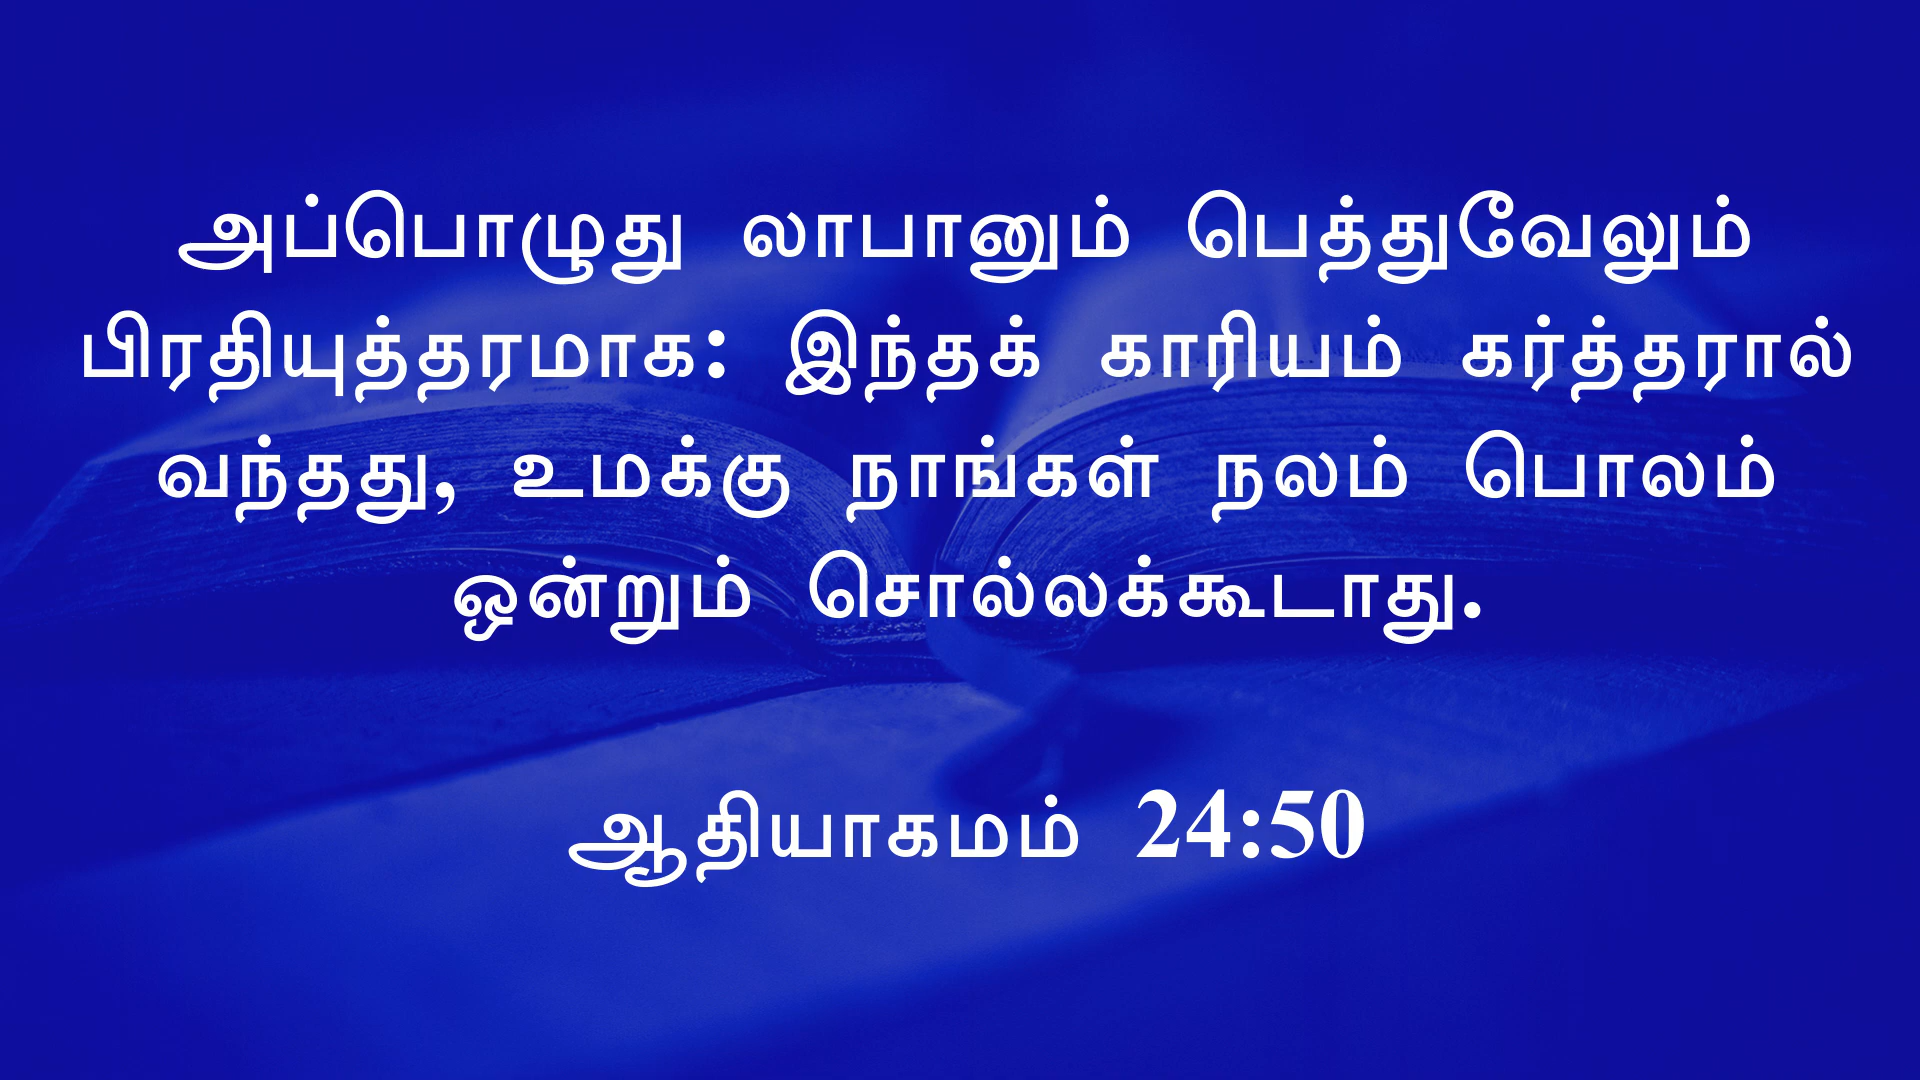 அப்பொழுது லாபானும் பெத்துவேலும்
பிரதியுத்தரமாக: இந்தக் காரியம் கர்த்தரால்
வந்தது, உமக்கு நாங்கள் நலம் பொலம்
ஒன்றும் சொல்லக்கூடாது.
ஆதியாகமம் 24:50